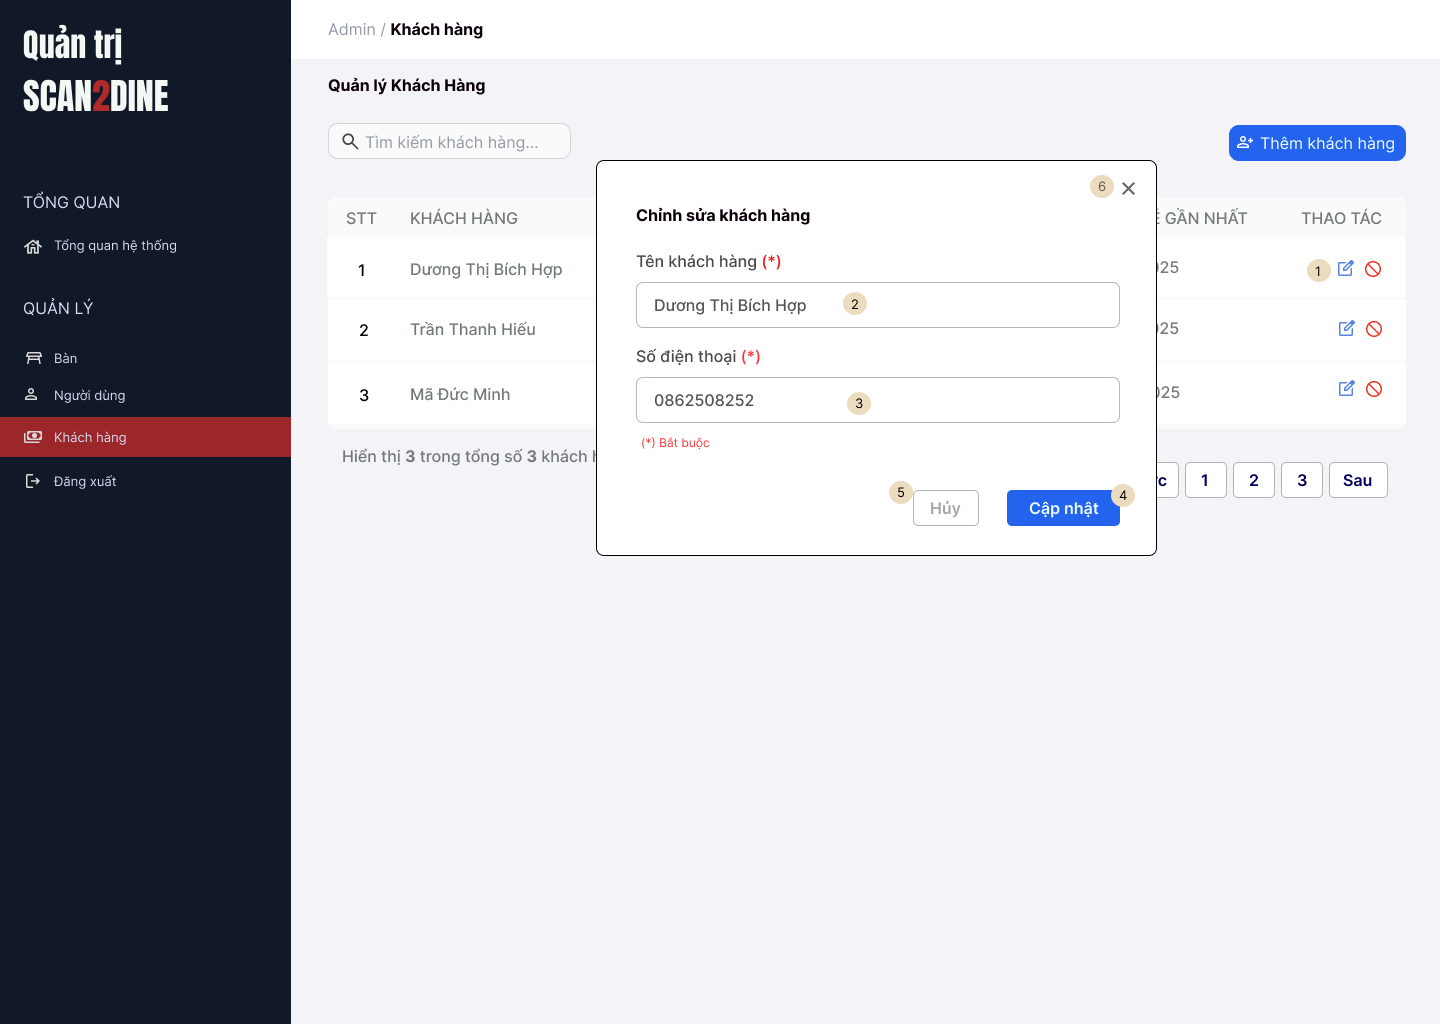 Quản trị
SCAN2DINE
TỔNG QUAN
Tổng quan hệ thống
QUẢN LÝ
Bàn
Người dùng
Khách hàng
Đăng xuất
Admin / Khách hàng
Quản lý Khách Hàng
Tìm kiếm khách hàng...
Thêm khách hàng
STT KHÁCH HÀNG GẦN NHẤT THAO TÁC
1 Dương Thị Bích Hợp 1
2 Trần Thanh Hiếu
3 Mã Đức Minh
Hiển thị 3 trong tổng số 3 khách
1 2 3 Sau
6
Chỉnh sửa khách hàng
Tên khách hàng (*)
Dương Thị Bích Hợp 2
Số điện thoại (*)
0862508252 3
(*) Bắt buộc
5 Hủy Cập nhật 4